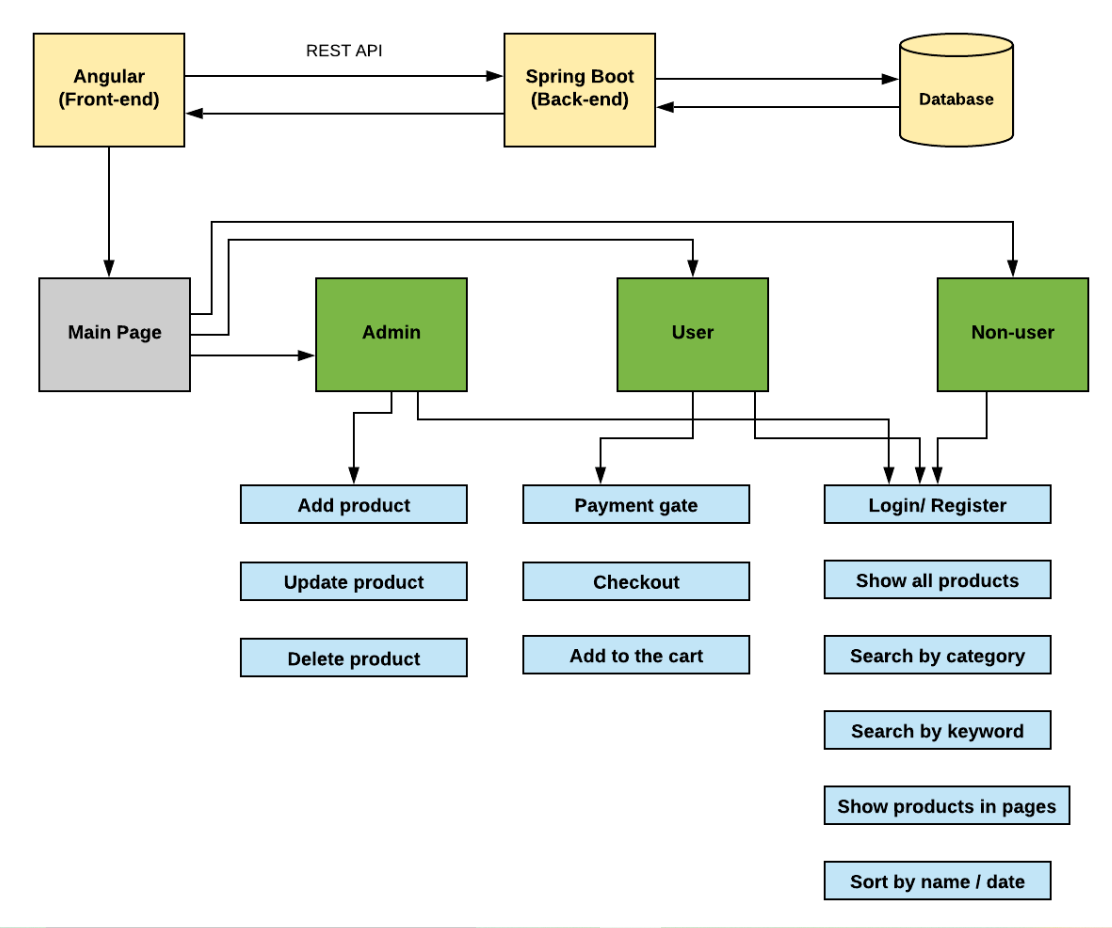 REST API
Angular
(Front-end)
Spring Boot
(Back-end)
Database
Main Page
Admin
User
Non-user
Add product
Payment gate
Login/ Register
Update product
Checkout
Show all products
Delete product
Add to the cart
Search by category
Search by keyword
Show products in pages
Sort by name / date